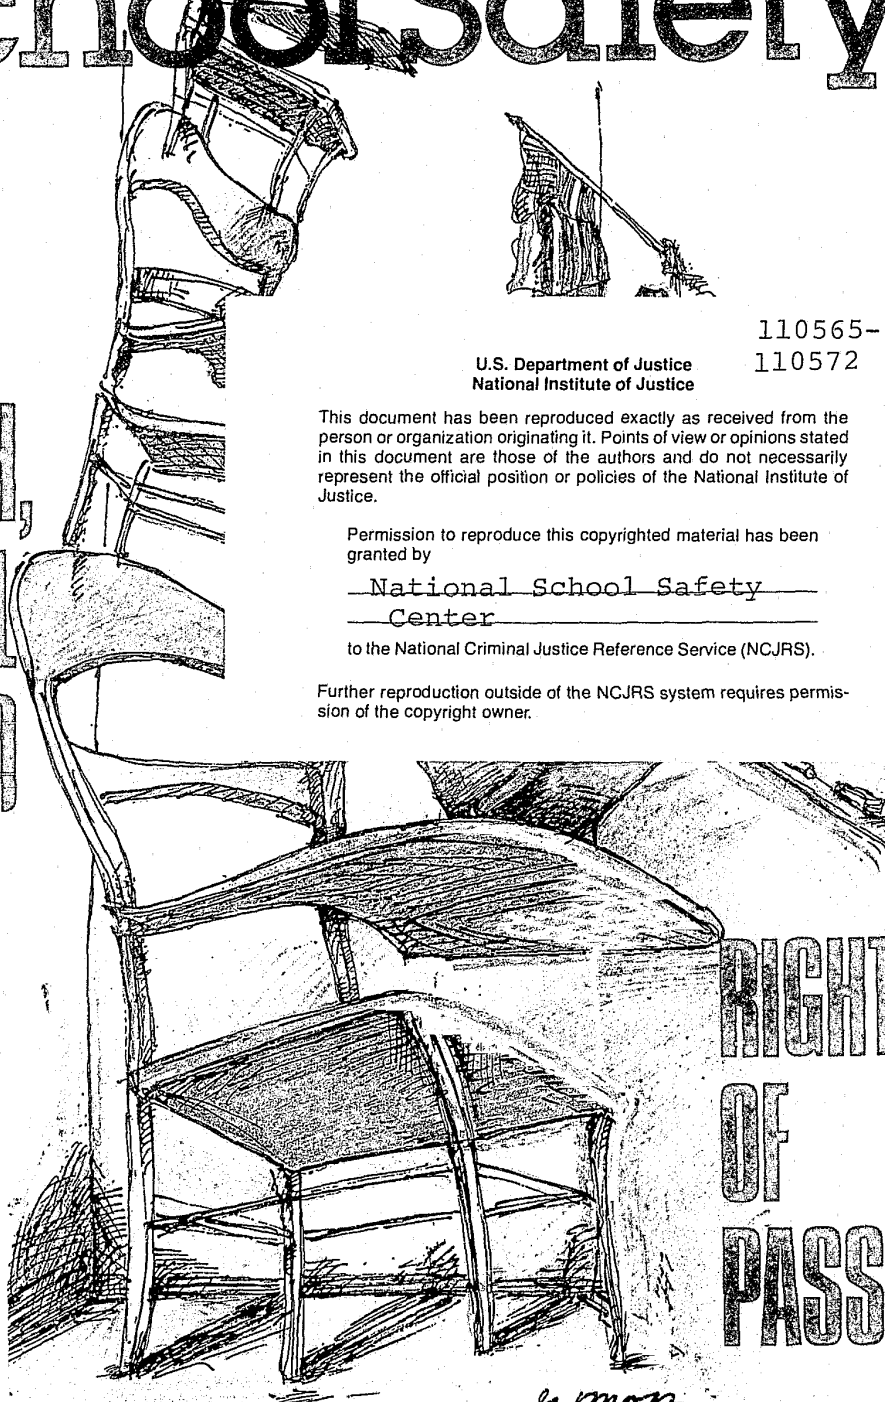 110565-
110572
U.S. Department of Justice
National Institute of Justice
This document has been reproduced exactly as received from the
person or organization originating it. Points of view or opinions stated
in this document are those of the authors and do not necessarily
represent the official position or policies of the National Institute of
Justice.
Permission to reproduce this copyrighted material has been
granted by
National School Safety
Center
to the National Criminal Justice Reference Service (NCJRS).
Further reproduction outside of the NCJRS system requires permis-
sion of the copyright owner.
RIGHT
OF
PASS